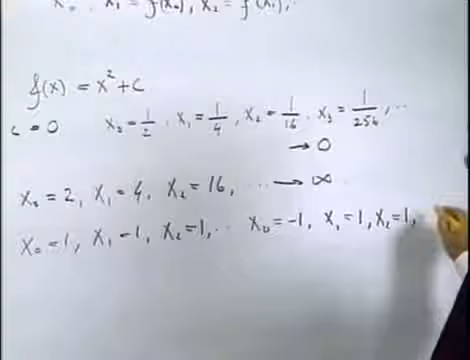 x₀, x₁ = f(x₀), x₂ = f(x₁),
f(x) = x² + c
c = 0 x₀ = 1/2, x₁ = 1/4, x₂ = 1/16, x₃ = 1/256, ...
→ 0
x₀ = 2, x₁ = 4, x₂ = 16, ... → ∞
x₀ = 1, x₁ = 1, x₂ = 1, ... x₀ = -1, x₁ = 1, x₂ = 1,